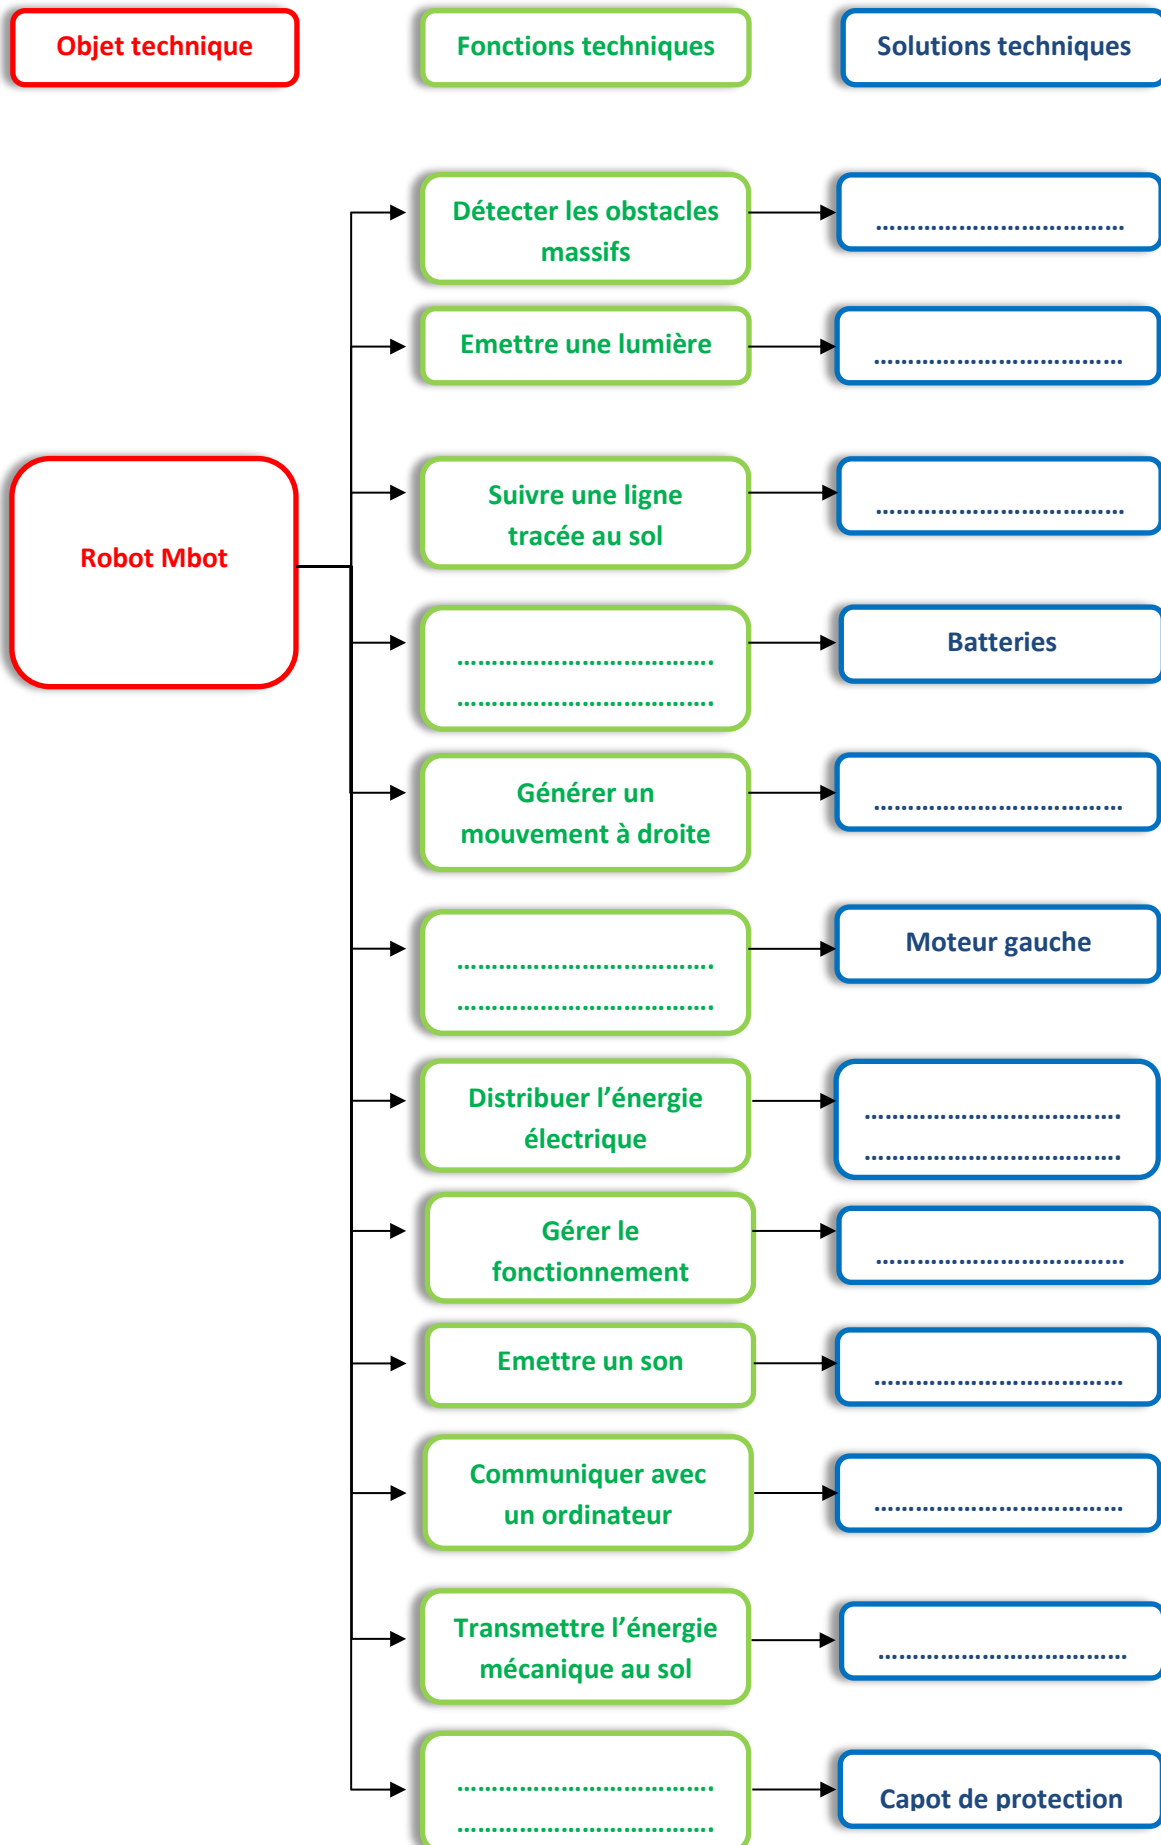 Objet technique
Fonctions techniques
Solutions techniques
Détecter les obstacles
massifs
....................................
Emettre une lumière
....................................
Robot Mbot
Suivre une ligne
tracée au sol
....................................
.....................................
.....................................
Batteries
Générer un
mouvement à droite
....................................
.....................................
.....................................
Moteur gauche
Distribuer l’énergie
électrique
.....................................
.....................................
Gérer le
fonctionnement
....................................
Emettre un son
....................................
Communiquer avec
un ordinateur
....................................
Transmettre l’énergie
mécanique au sol
....................................
.....................................
.....................................
Capot de protection